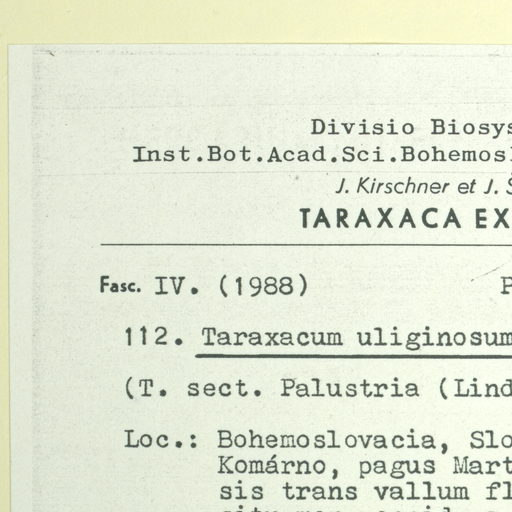 Divisio Biosys
Inst.Bot.Acad.Sci.Bohemosl
J. Kirschner et J. Š
TARAXACA EX
Fasc. IV. (1988) P
112. Taraxacum uliginosum
(T. sect. Palustria (Lind
Loc.: Bohemoslovacia, Slo
Komárno, pagus Mart
sis trans vallum fl